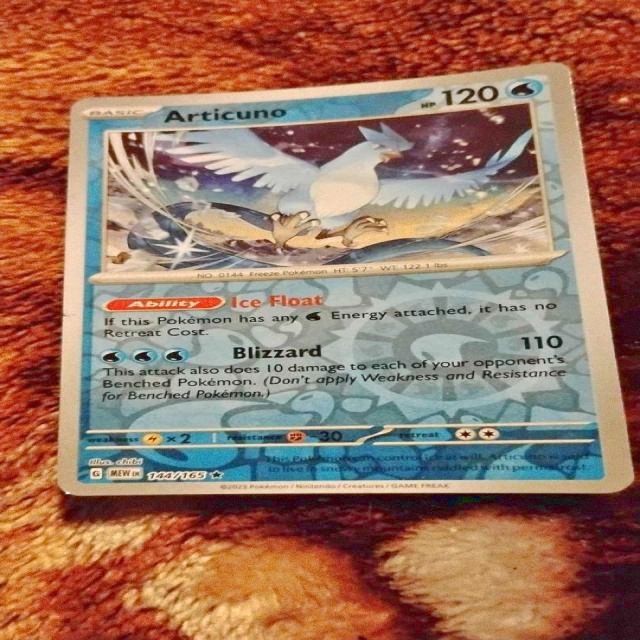 BASIC Articuno HP 120
NO. 0144 Freeze Pokémon HT: 5'7" WT: 122.1 lbs
Ability Ice Float
If this Pokémon has any Energy attached, it has no
Retreat Cost.
Blizzard 110
This attack also does 10 damage to each of your opponent's
Benched Pokémon. (Don't apply Weakness and Resistance
for Benched Pokémon.)
weakness ×2 resistance -30 retreat
illus. chibi
This Pokémon can control ice at will. Articuno is said
to live in snowy mountains riddled with permafrost.
G MEW EN 144/165
©2023 Pokémon / Nintendo / Creatures / GAME FREAK